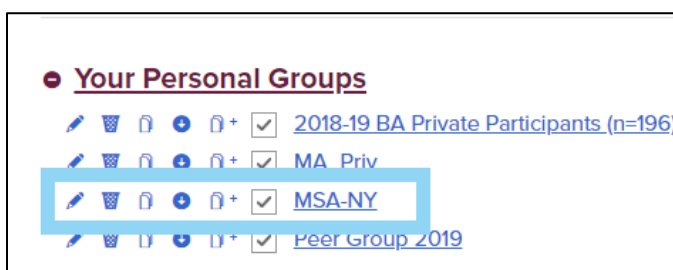 Your Personal Groups
2018-19 BA Private Participants (n=196)
MA_Priv
MSA-NY
Peer Group 2019